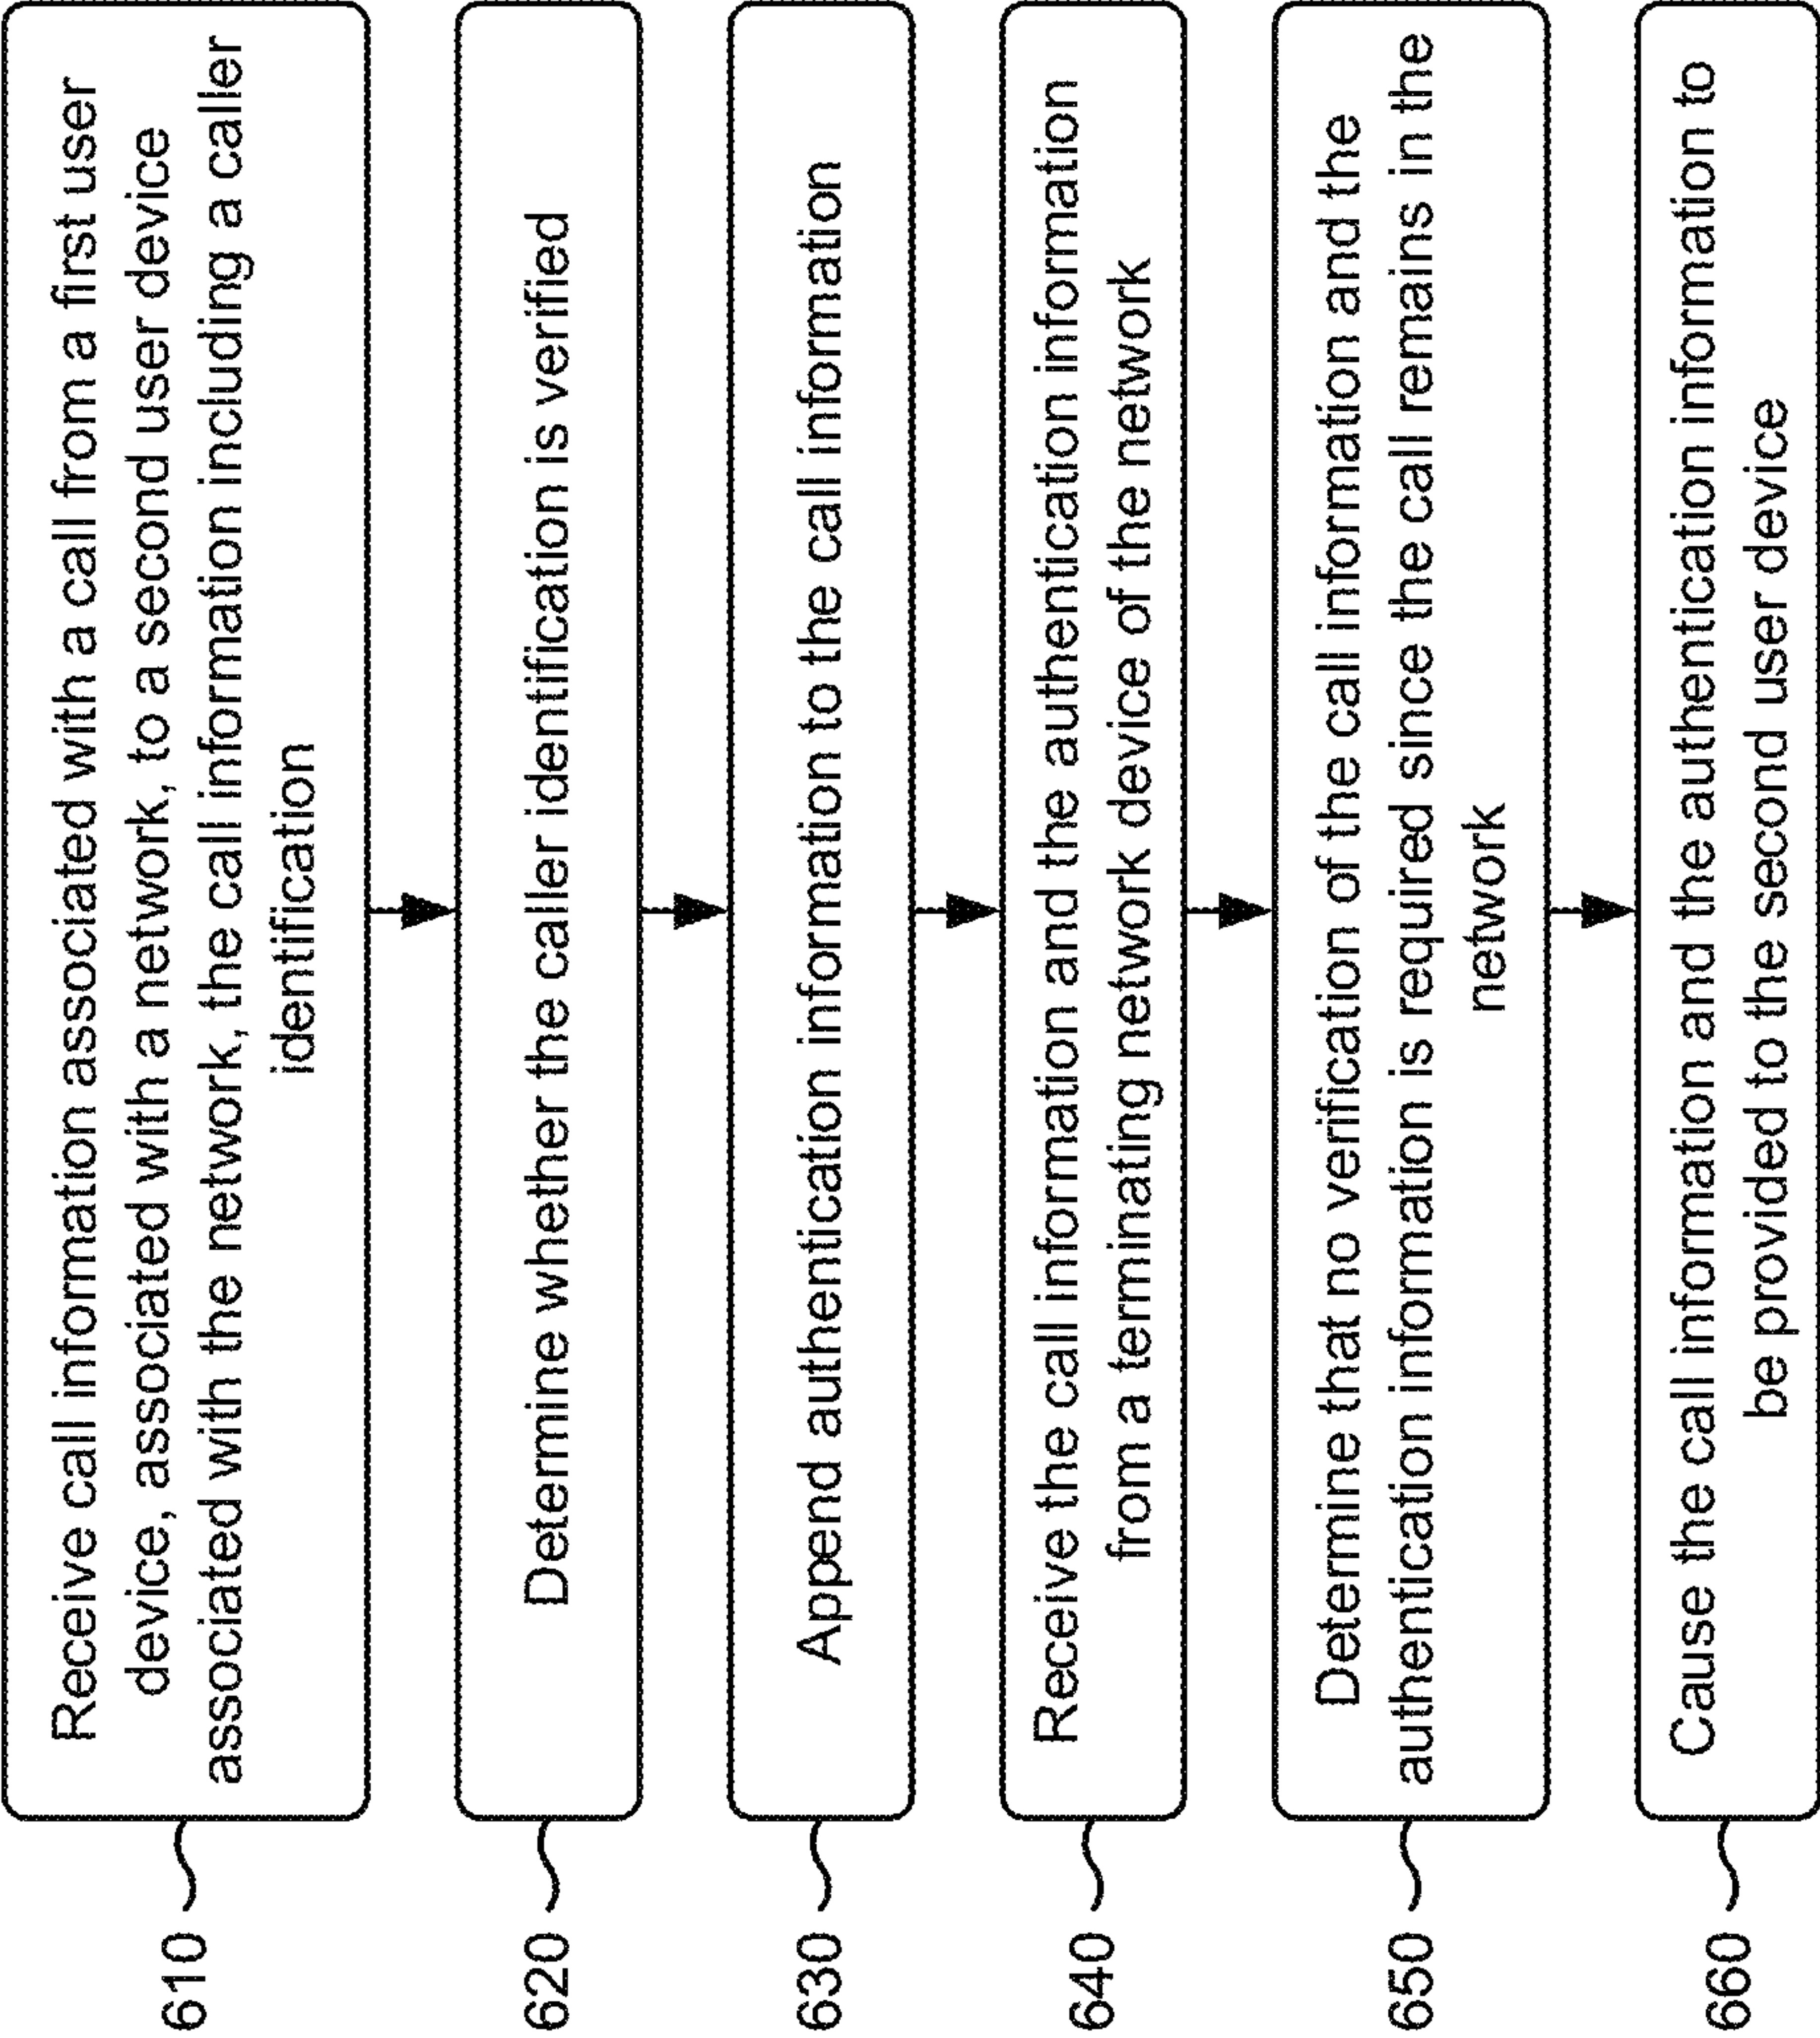 610
Receive call information associated with a call from a first user
device, associated with a network, to a second user device
associated with the network, the call information including a caller
identification
620
Determine whether the caller identification is verified
630
Append authentication information to the call information
640
Receive the call information and the authentication information
from a terminating network device of the network
650
Determine that no verification of the call information and the
authentication information is required since the call remains in the
network
660
Cause the call information and the authentication information to
be provided to the second user device